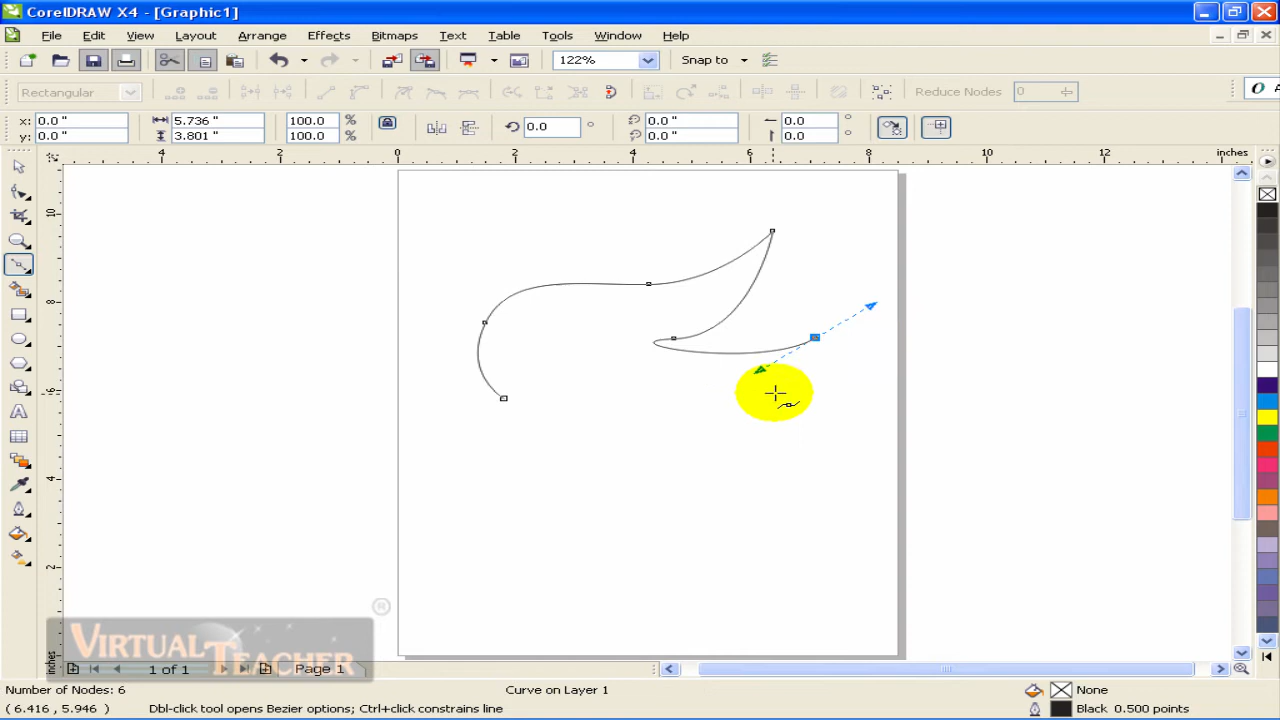 CorelDRAW X4 - [Graphic1]
File Edit View Layout Arrange Effects Bitmaps Text Table Tools Window Help
122% Snap to
Rectangular Reduce Nodes 0 A
x: 0.0 " 5.736 " 100.0 % 0.0 ° 0.0 " 0.0 °
y: 0.0 " 3.801 " 100.0 % 0.0 " 0.0 °
4 2 0 2 4 6 8 10 12 inches
10
8
6
4
2
inches
®
VIRTUAL TEACHER
1 of 1 Page 1
Number of Nodes: 6 Curve on Layer 1 None
( 6.416 , 5.946 ) Dbl-click tool opens Bezier options; Ctrl+click constrains line Black 0.500 points